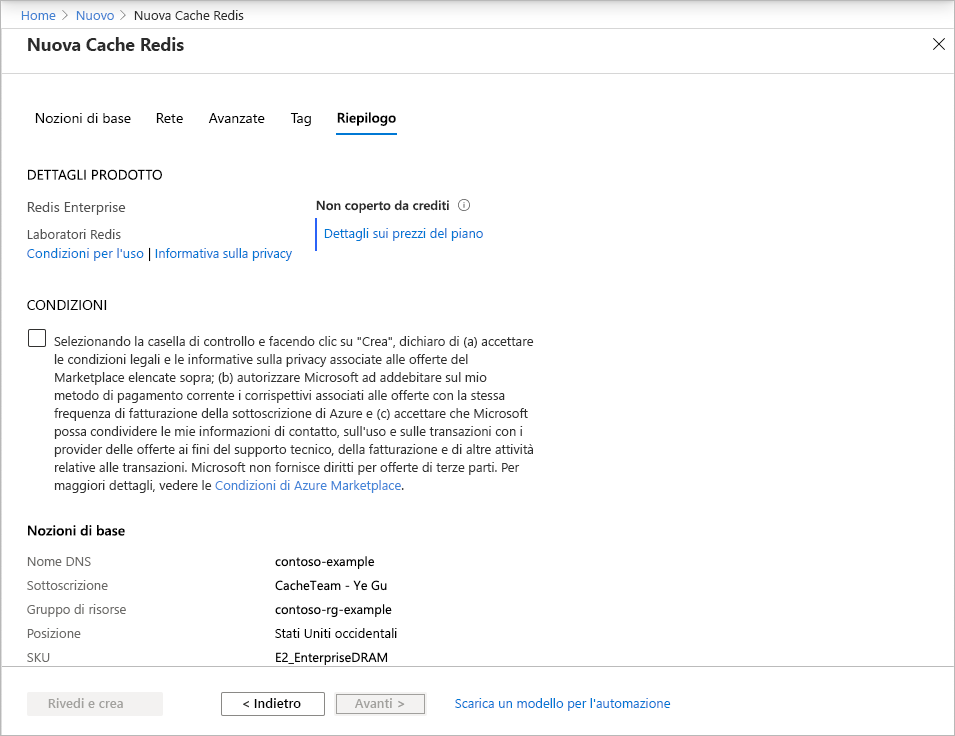 Home > Nuovo > Nuova Cache Redis
Nuova Cache Redis
Nozioni di base Rete Avanzate Tag Riepilogo
DETTAGLI PRODOTTO
Redis Enterprise
Laboratori Redis
Condizioni per l'uso | Informativa sulla privacy
Non coperto da crediti
Dettagli sui prezzi del piano
CONDIZIONI
Selezionando la casella di controllo e facendo clic su "Crea", dichiaro di (a) accettare
le condizioni legali e le informative sulla privacy associate alle offerte del
Marketplace elencate sopra; (b) autorizzare Microsoft ad addebitare sul mio
metodo di pagamento corrente i corrispettivi associati alle offerte con la stessa
frequenza di fatturazione della sottoscrizione di Azure e (c) accettare che Microsoft
possa condividere le mie informazioni di contatto, sull'uso e sulle transazioni con i
provider delle offerte ai fini del supporto tecnico, della fatturazione e di altre attività
relative alle transazioni. Microsoft non fornisce diritti per offerte di terze parti. Per
maggiori dettagli, vedere le Condizioni di Azure Marketplace.
Nozioni di base
Nome DNS contoso-example
Sottoscrizione CacheTeam - Ye Gu
Gruppo di risorse contoso-rg-example
Posizione Stati Uniti occidentali
SKU E2_EnterpriseDRAM
Rivedi e crea < Indietro Avanti > Scarica un modello per l'automazione